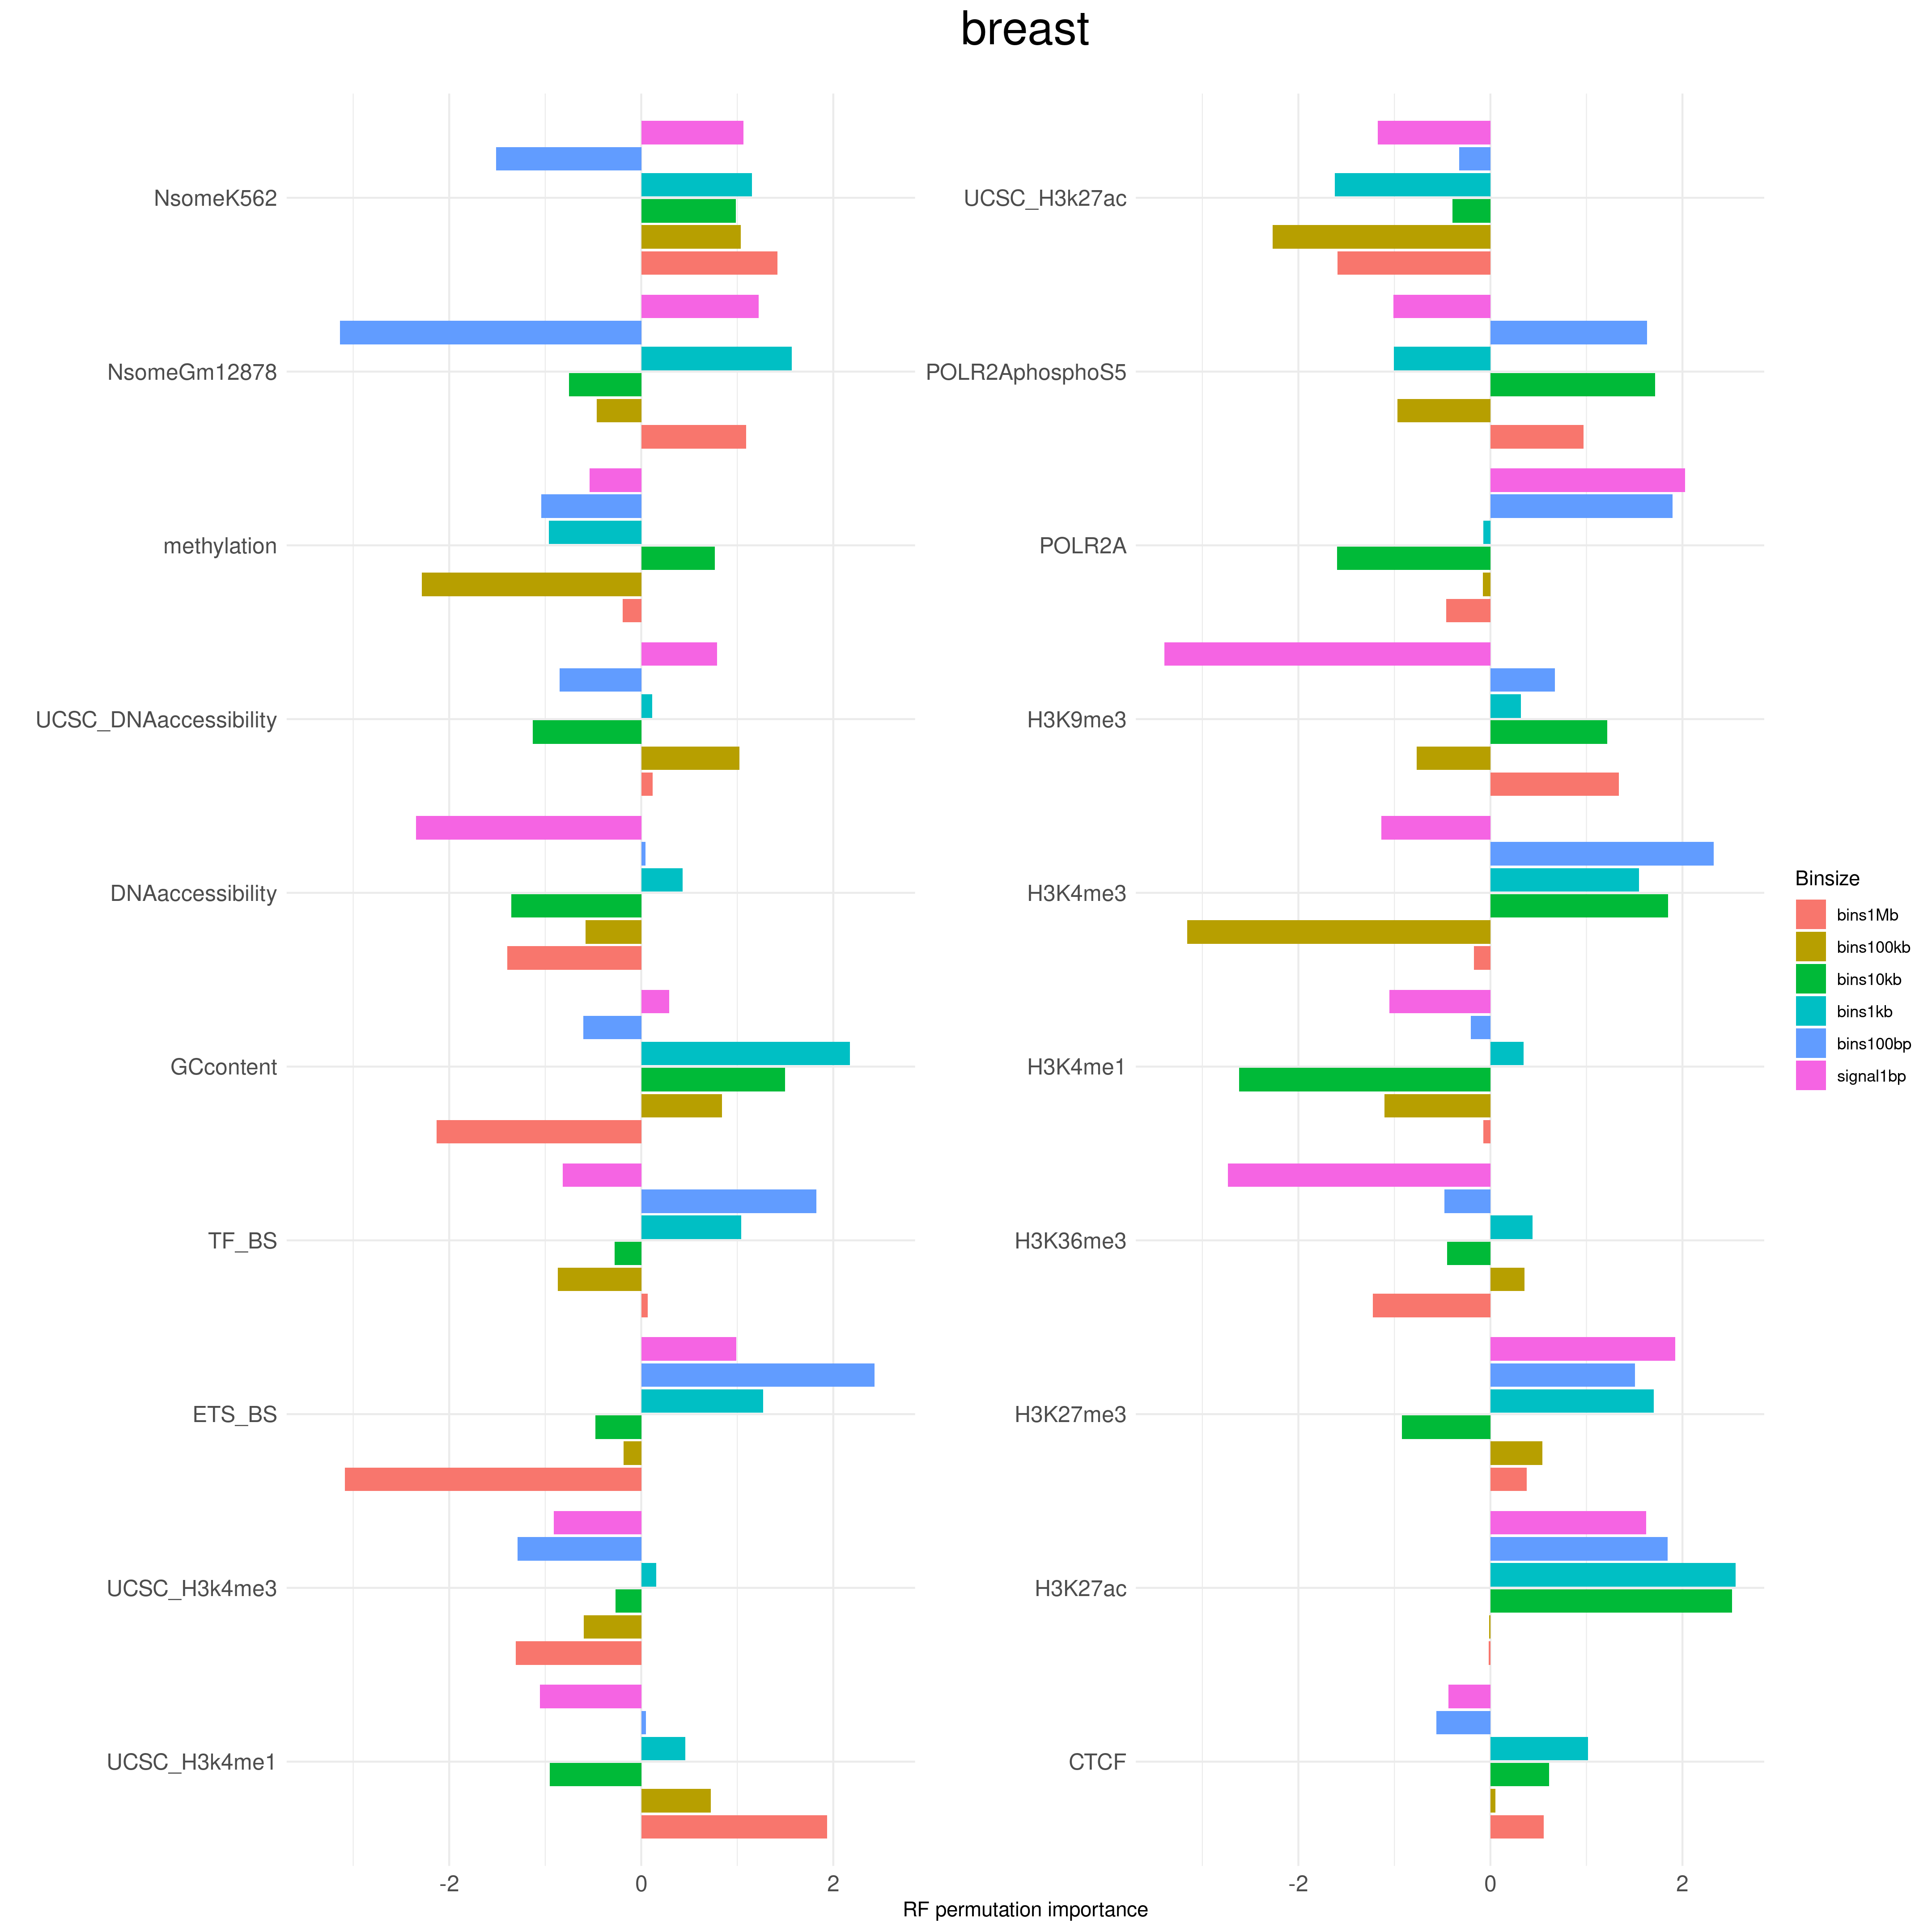 breast
NsomeK562
NsomeGm12878
methylation
UCSC_DNAaccessibility
DNAaccessibility
GCcontent
TF_BS
ETS_BS
UCSC_H3k4me3
UCSC_H3k4me1
-2 0 2
UCSC_H3k27ac
POLR2AphosphoS5
POLR2A
H3K9me3
H3K4me3
H3K4me1
H3K36me3
H3K27me3
H3K27ac
CTCF
-2 0 2
RF permutation importance
Binsize
bins1Mb
bins100kb
bins10kb
bins1kb
bins100bp
signal1bp